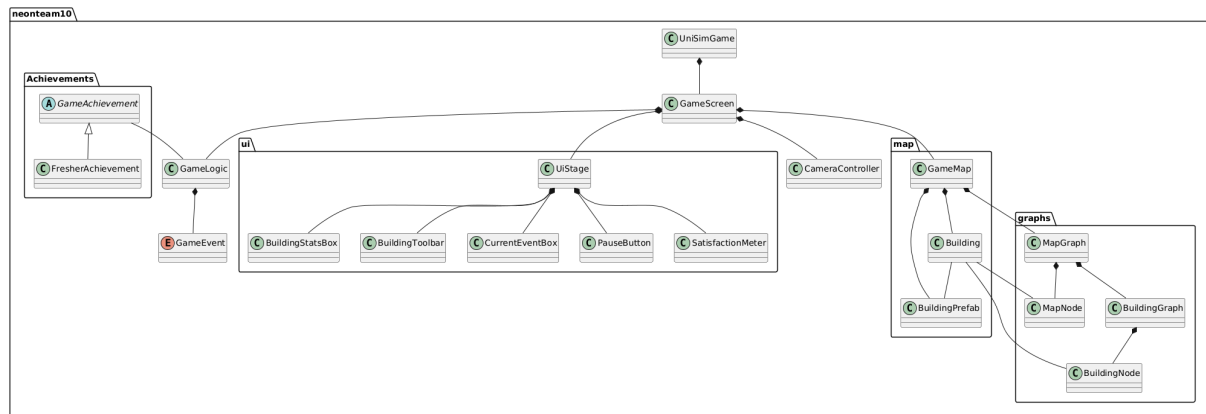 neonteam10
C UniSimGame
Achievements
A GameAchievement
C GameScreen
ui
map
C FresherAchievement
C GameLogic
C UiStage
C CameraController
C GameMap
graphs
E GameEvent
C BuildingStatsBox
C BuildingToolbar
C CurrentEventBox
C PauseButton
C SatisfactionMeter
C Building
C MapGraph
C BuildingPrefab
C MapNode
C BuildingGraph
C BuildingNode